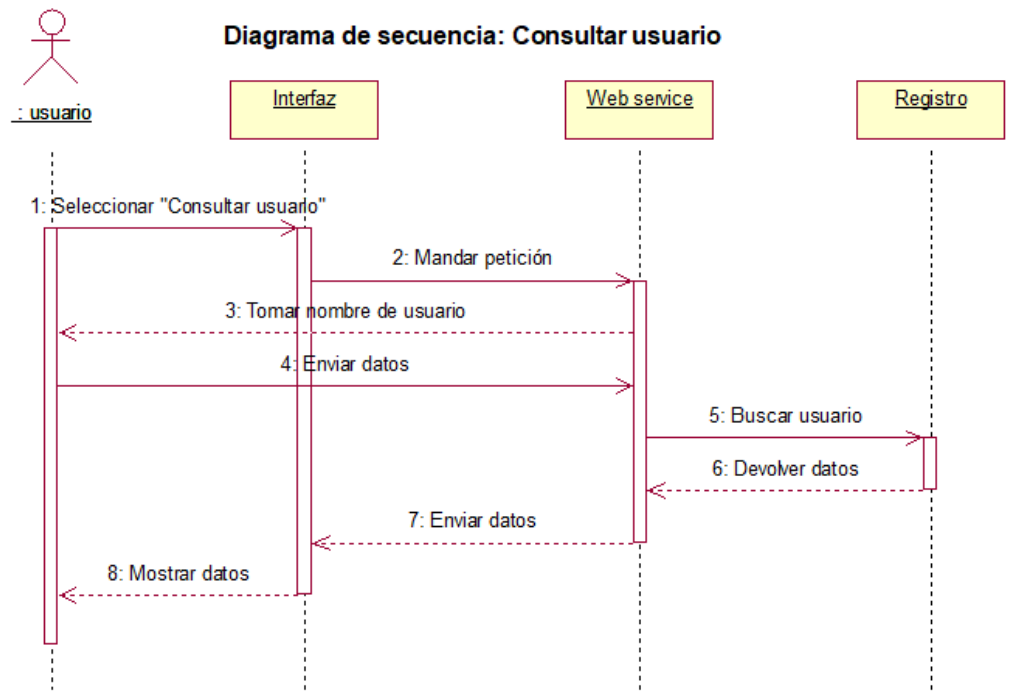 Diagrama de secuencia: Consultar usuario
: usuario
Interfaz
Web service
Registro
1: Seleccionar "Consultar usuario"
2: Mandar petición
3: Tomar nombre de usuario
4: Enviar datos
5: Buscar usuario
6: Devolver datos
7: Enviar datos
8: Mostrar datos